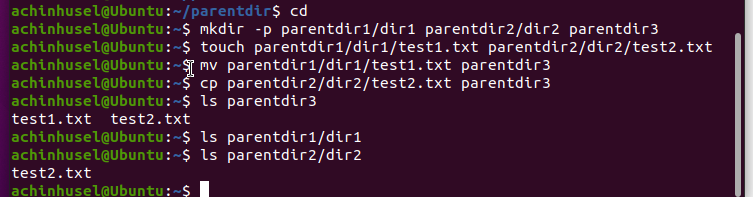 achinhusel@Ubuntu:~/parentdir$ cd
achinhusel@Ubuntu:~$ mkdir -p parentdir1/dir1 parentdir2/dir2 parentdir3
achinhusel@Ubuntu:~$ touch parentdir1/dir1/test1.txt parentdir2/dir2/test2.txt
achinhusel@Ubuntu:~$ mv parentdir1/dir1/test1.txt parentdir3
achinhusel@Ubuntu:~$ cp parentdir2/dir2/test2.txt parentdir3
achinhusel@Ubuntu:~$ ls parentdir3
test1.txt  test2.txt
achinhusel@Ubuntu:~$ ls parentdir1/dir1
achinhusel@Ubuntu:~$ ls parentdir2/dir2
test2.txt
achinhusel@Ubuntu:~$